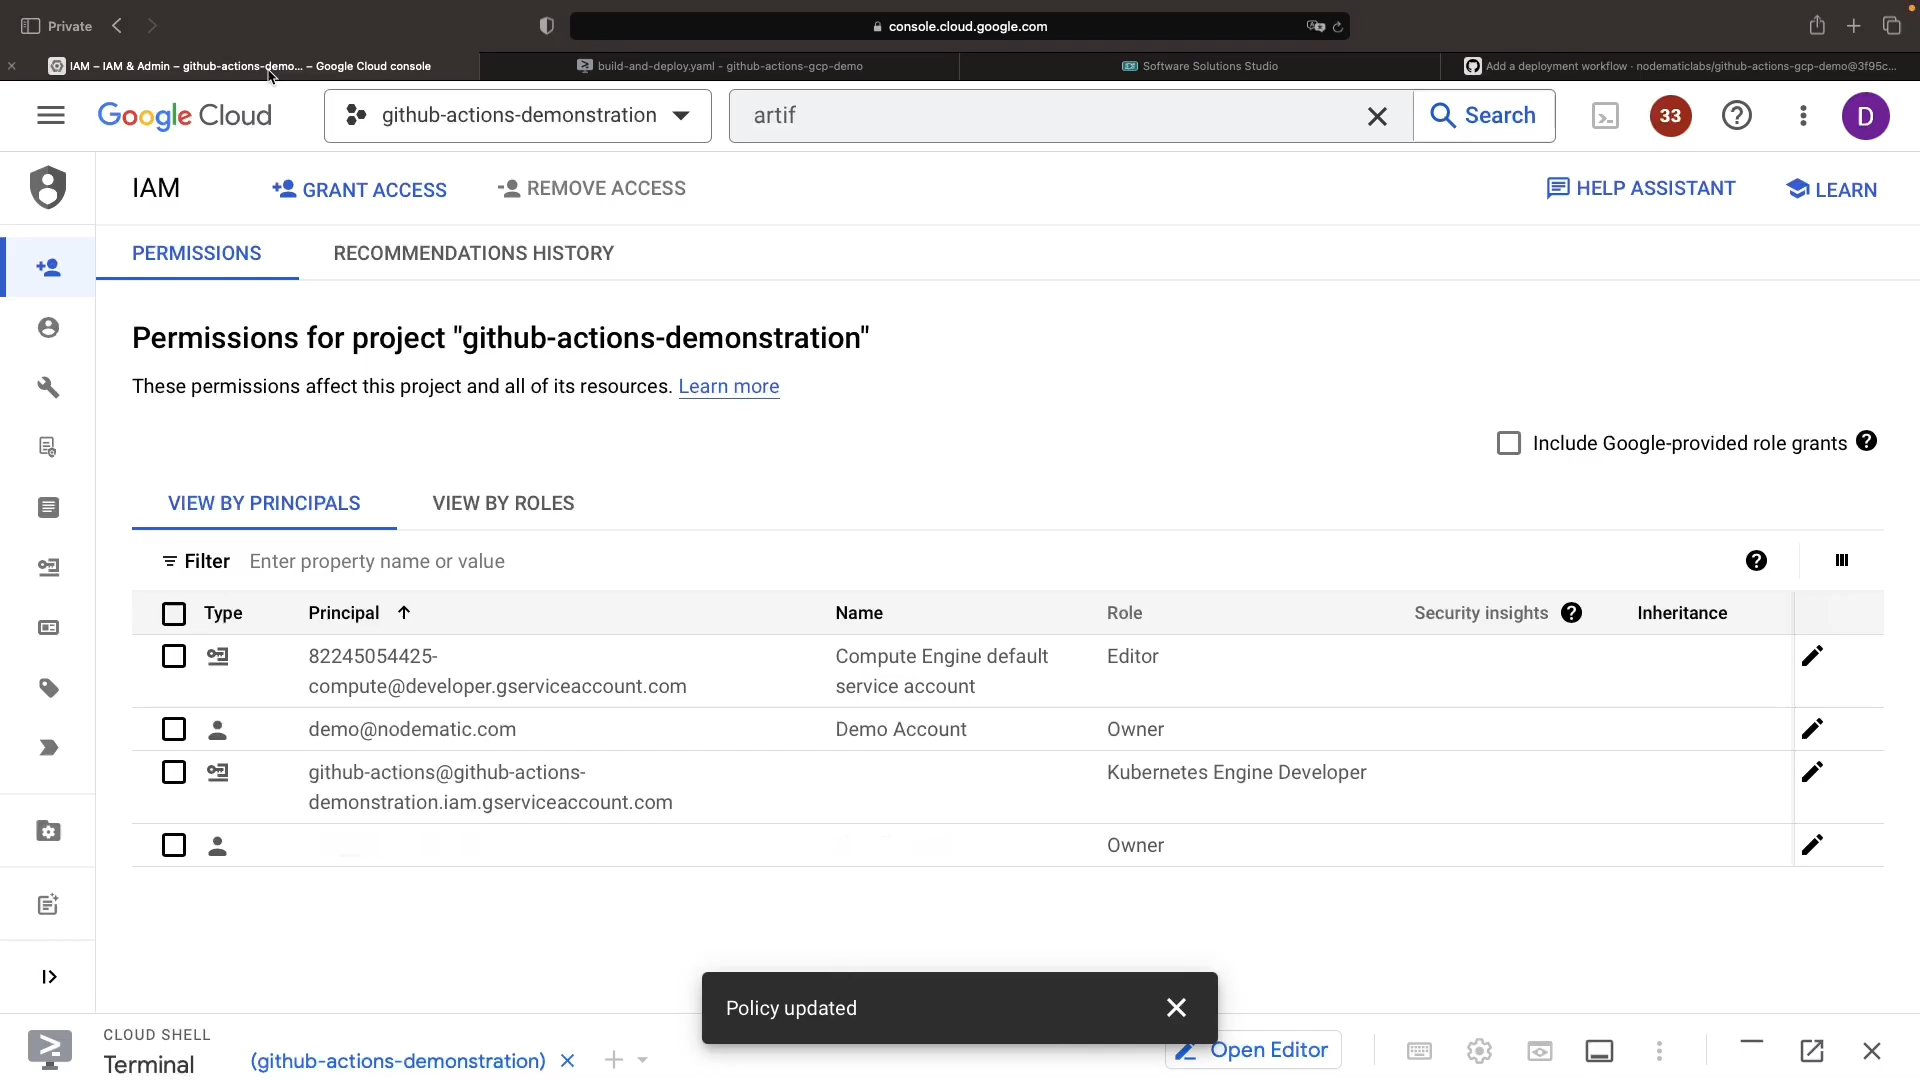 Private
console.cloud.google.com
IAM – IAM & Admin – github-actions-demo... – Google Cloud console
build-and-deploy.yaml - github-actions-gcp-demo
Software Solutions Studio
Add a deployment workflow · nodematiclabs/github-actions-gcp-demo@3f95c...
Google Cloud
github-actions-demonstration
artif
Search
33
D
IAM
GRANT ACCESS
REMOVE ACCESS
HELP ASSISTANT
LEARN
PERMISSIONS
RECOMMENDATIONS HISTORY
Permissions for project "github-actions-demonstration"
These permissions affect this project and all of its resources. Learn more
Include Google-provided role grants
VIEW BY PRINCIPALS
VIEW BY ROLES
Filter Enter property name or value
Type Principal Name Role Security insights Inheritance
82245054425-
compute@developer.gserviceaccount.com
Compute Engine default
service account
Editor
demo@nodematic.com Demo Account Owner
github-actions@github-actions-
demonstration.iam.gserviceaccount.com
Kubernetes Engine Developer
Owner
Policy updated
CLOUD SHELL
Terminal
(github-actions-demonstration)
Open Editor